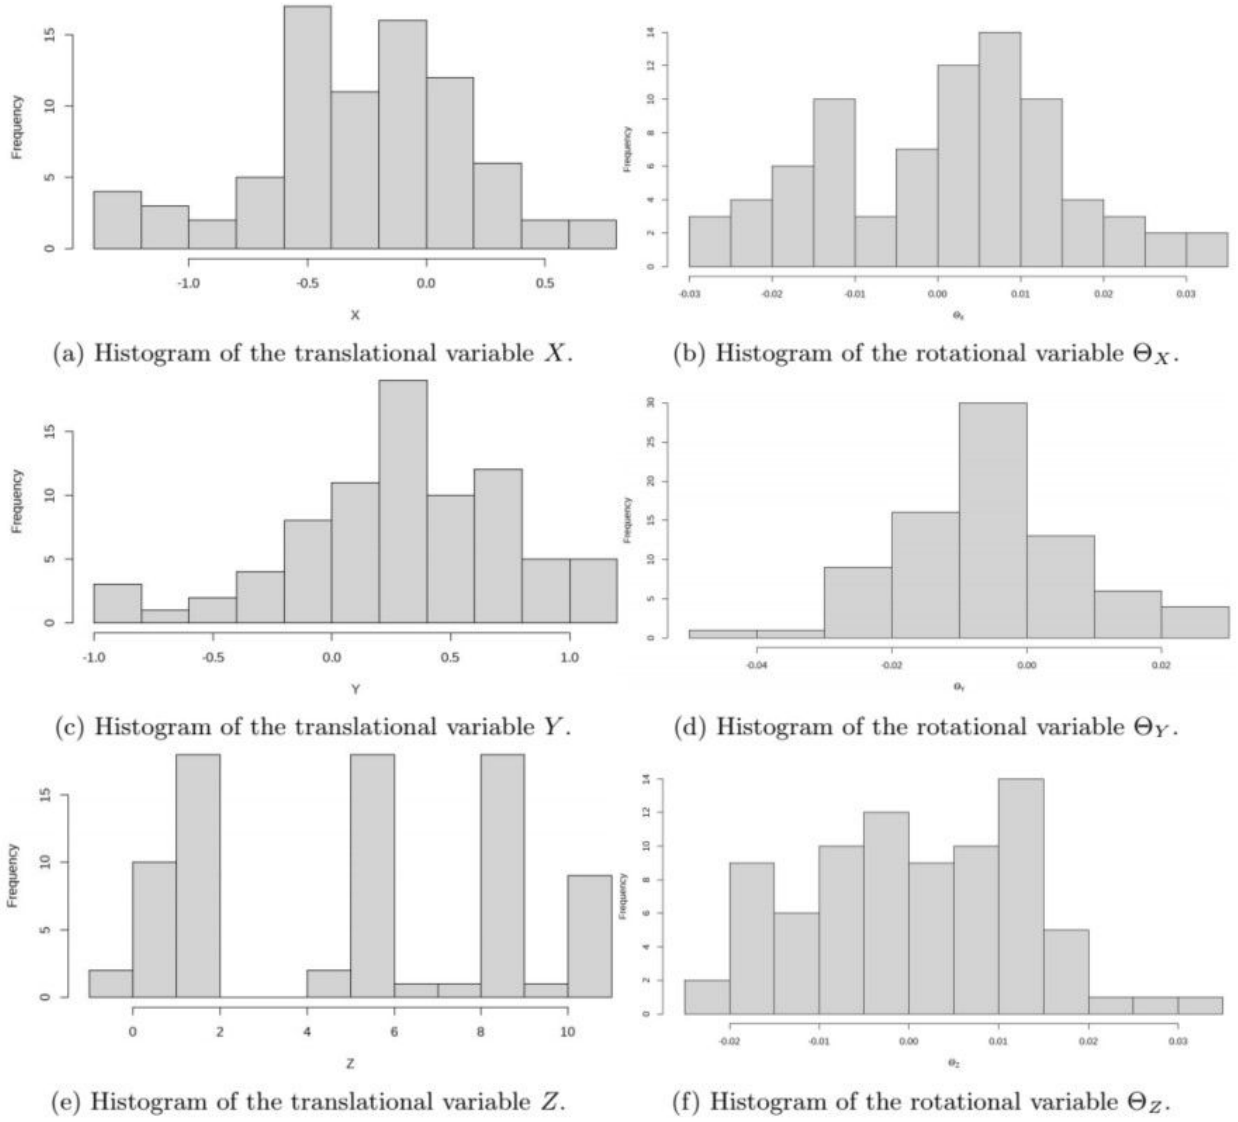 15
10
5
0
Frequency
-1.0 -0.5 0.0 0.5
X
(a) Histogram of the translational variable X.
14
12
10
8
6
4
2
0
Frequency
-0.03 -0.02 -0.01 0.00 0.01 0.02 0.03
Θx
(b) Histogram of the rotational variable ΘX.
15
10
5
0
Frequency
-1.0 -0.5 0.0 0.5 1.0
Y
(c) Histogram of the translational variable Y.
30
25
20
15
10
5
0
Frequency
-0.04 -0.02 0.00 0.02
ΘY
(d) Histogram of the rotational variable ΘY.
15
10
5
0
Frequency
0 2 4 6 8 10
Z
(e) Histogram of the translational variable Z.
14
12
10
8
6
4
2
0
Frequency
-0.02 -0.01 0.00 0.01 0.02 0.03
ΘZ
(f) Histogram of the rotational variable ΘZ.